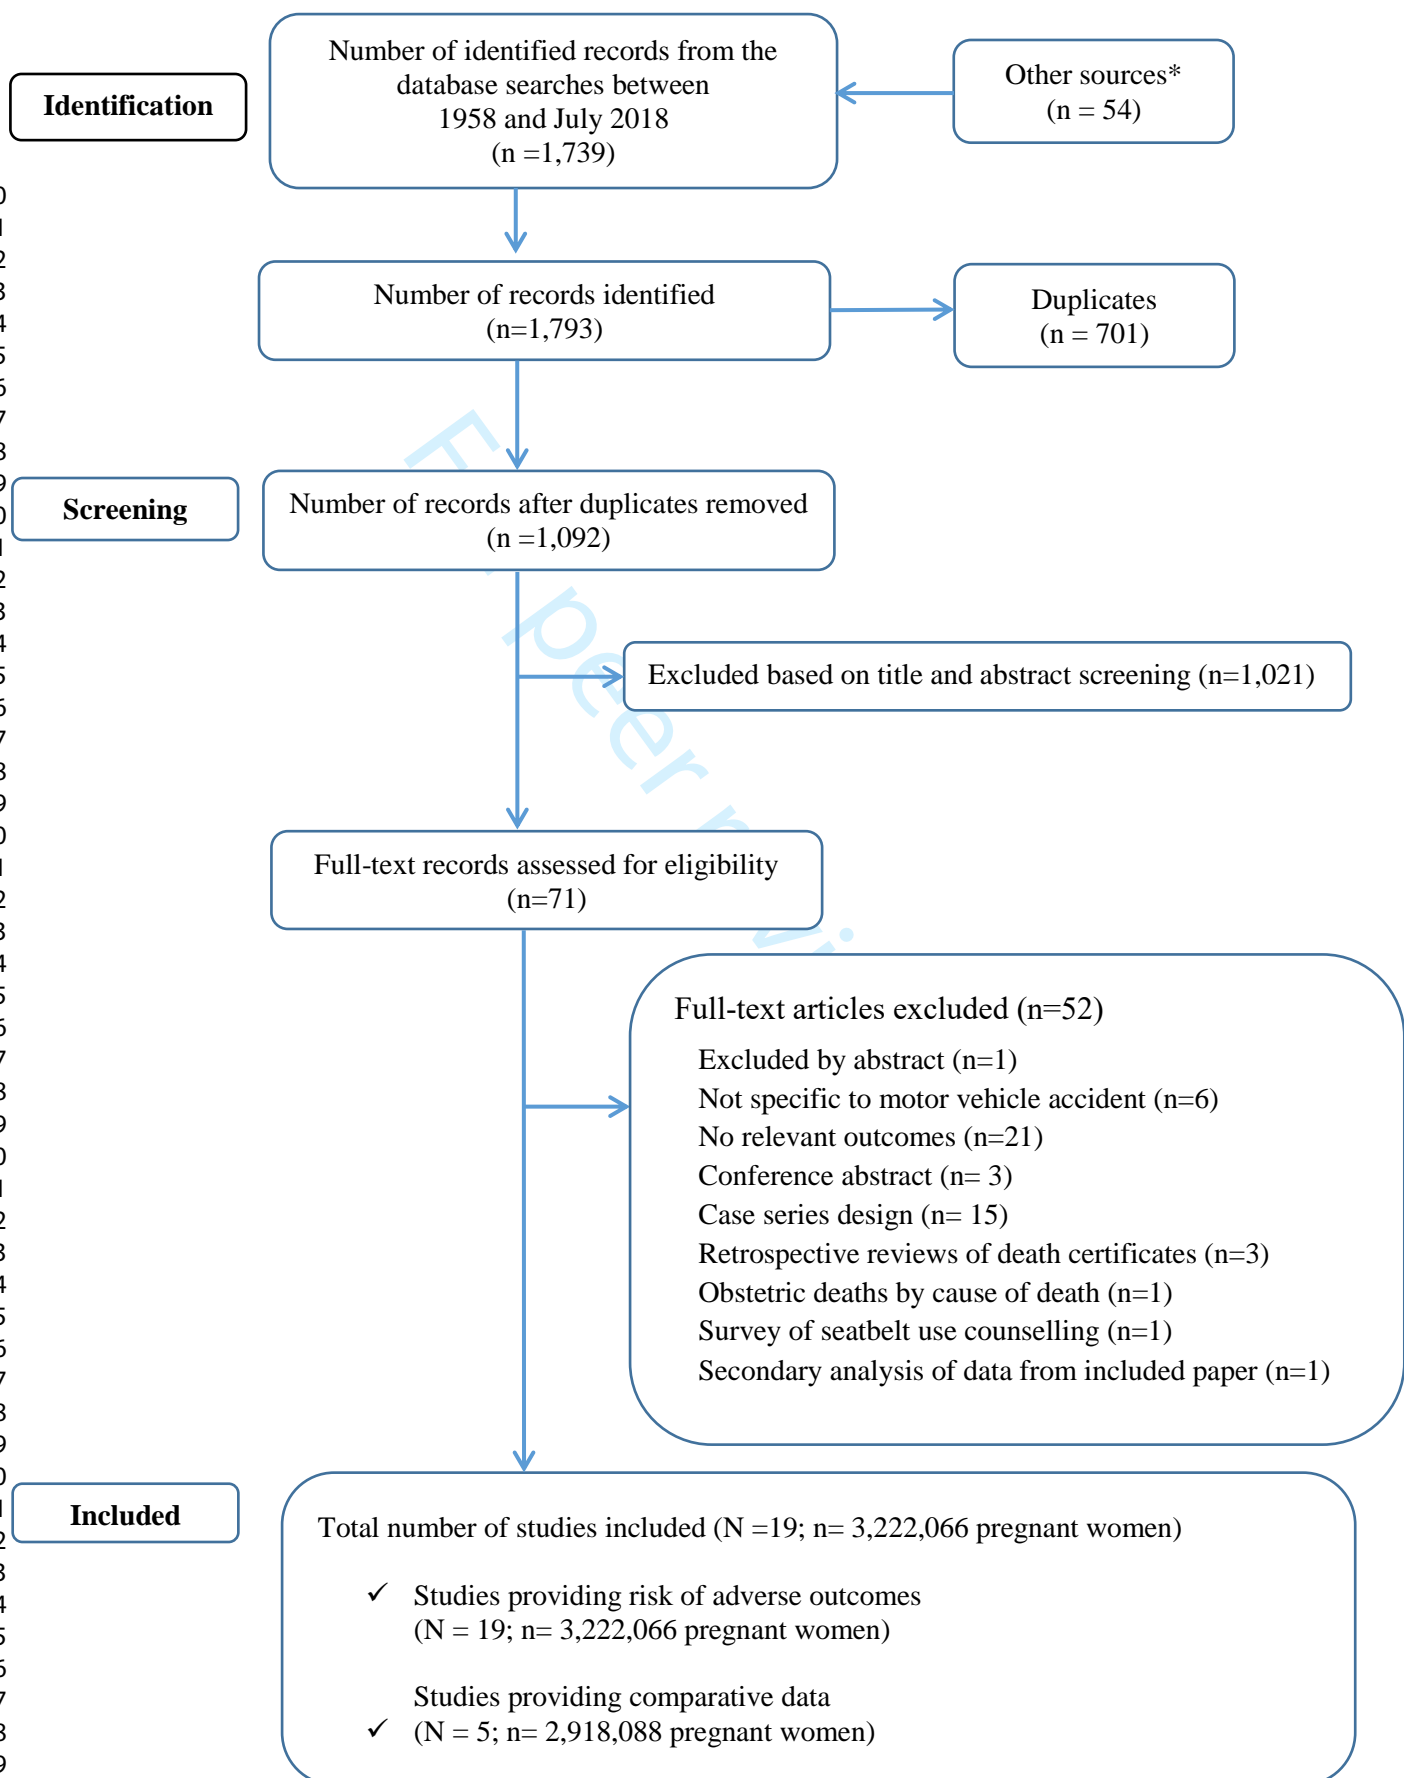 Number of identified records from the
database searches between
1958 and July 2018
(n =1,739)
Other sources*
(n = 54)
Identification
Number of records identified
(n=1,793)
Duplicates
(n = 701)
Screening
Number of records after duplicates removed
(n =1,092)
Excluded based on title and abstract screening (n=1,021)
Full-text records assessed for eligibility
(n=71)
Full-text articles excluded (n=52)
Excluded by abstract (n=1)
Not specific to motor vehicle accident (n=6)
No relevant outcomes (n=21)
Conference abstract (n= 3)
Case series design (n= 15)
Retrospective reviews of death certificates (n=3)
Obstetric deaths by cause of death (n=1)
Survey of seatbelt use counselling (n=1)
Secondary analysis of data from included paper (n=1)
Included
Total number of studies included (N =19; n= 3,222,066 pregnant women)
✓ Studies providing risk of adverse outcomes
(N = 19; n= 3,222,066 pregnant women)
Studies providing comparative data
✓ (N = 5; n= 2,918,088 pregnant women)
peer